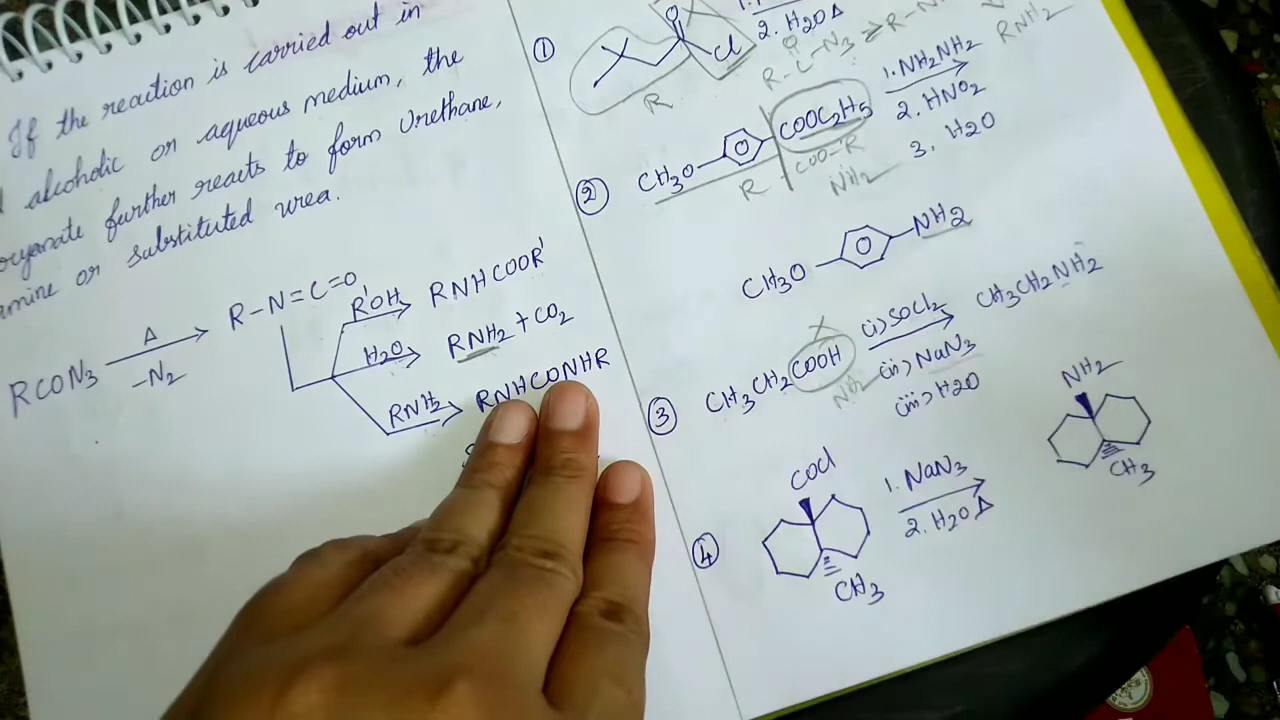 If the reaction is carried out in
alcoholic or aqueous medium, the
further reacts to form Urethane,
or substituted urea.
RCON3 Δ -N2 R-N=C=O
R'OH RNHCOOR'
H2O RNH2 + CO2
RNH2 RNHCONHR
①
O
Cl
2. H2O Δ
R
O
R-C-N3
RNH2
② CH3O COOC2H5
1. NH2NH2
2. HNO2
3. H2O
R COO-R
NH2
CH3O NH2
③ CH3CH2COOH
NH2
(i) SOCl2
(ii) NaN3
(iii) H2O
CH3CH2NH2
④
COCl
CH3
1. NaN3
2. H2O Δ
NH2
CH3